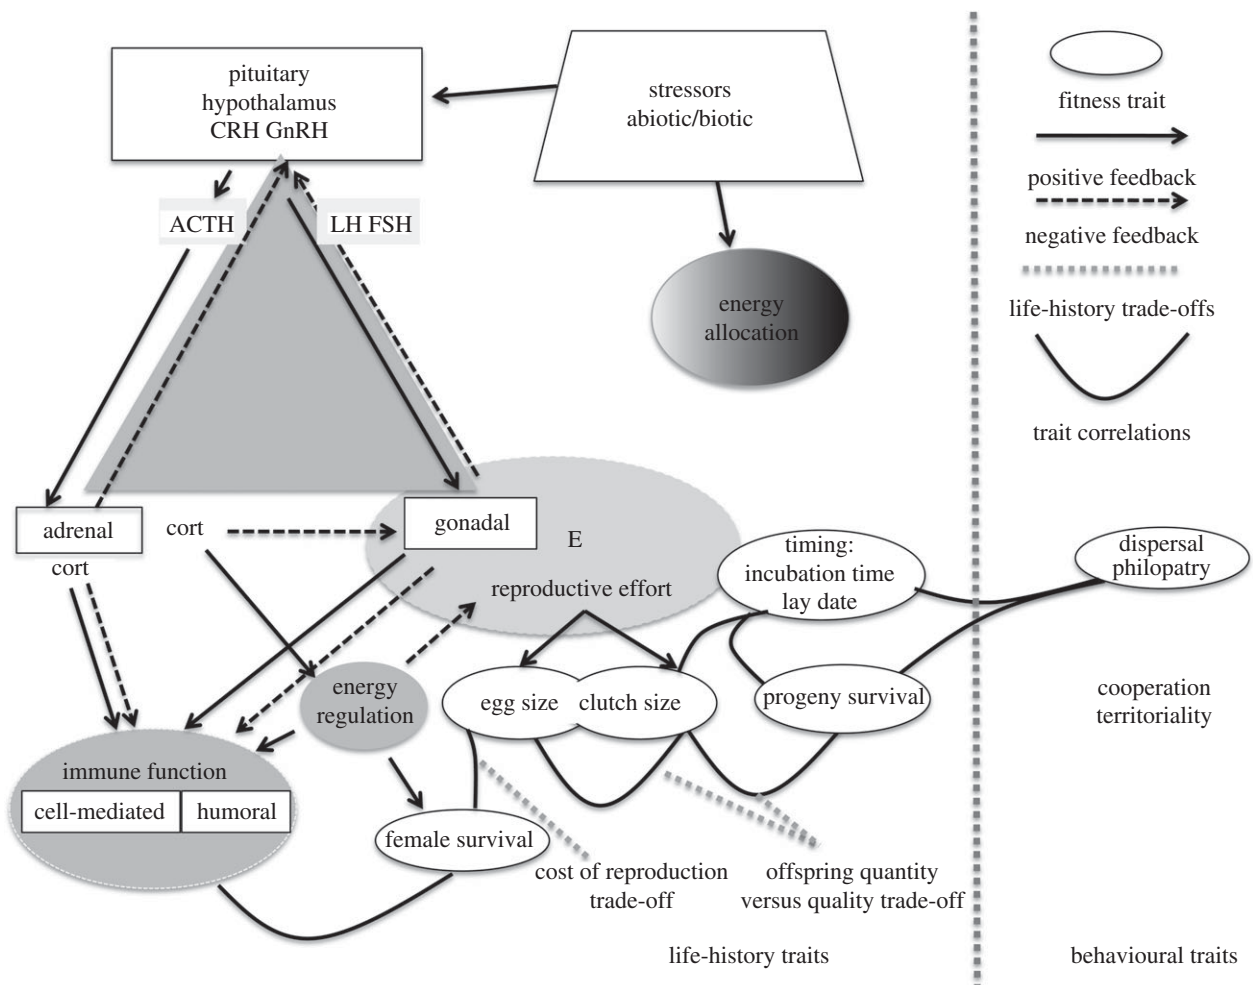 pituitary
hypothalamus
CRH GnRH
stressors
abiotic/biotic
fitness trait
positive feedback
negative feedback
life-history trade-offs
trait correlations
ACTH
LH FSH
energy
allocation
adrenal
cort
cort
gonadal
E
reproductive effort
timing:
incubation time
lay date
dispersal
philopatry
energy
regulation
egg size
clutch size
progeny survival
cooperation
territoriality
immune function
cell-mediated
humoral
female survival
cost of reproduction
trade-off
offspring quantity
versus quality trade-off
life-history traits
behavioural traits